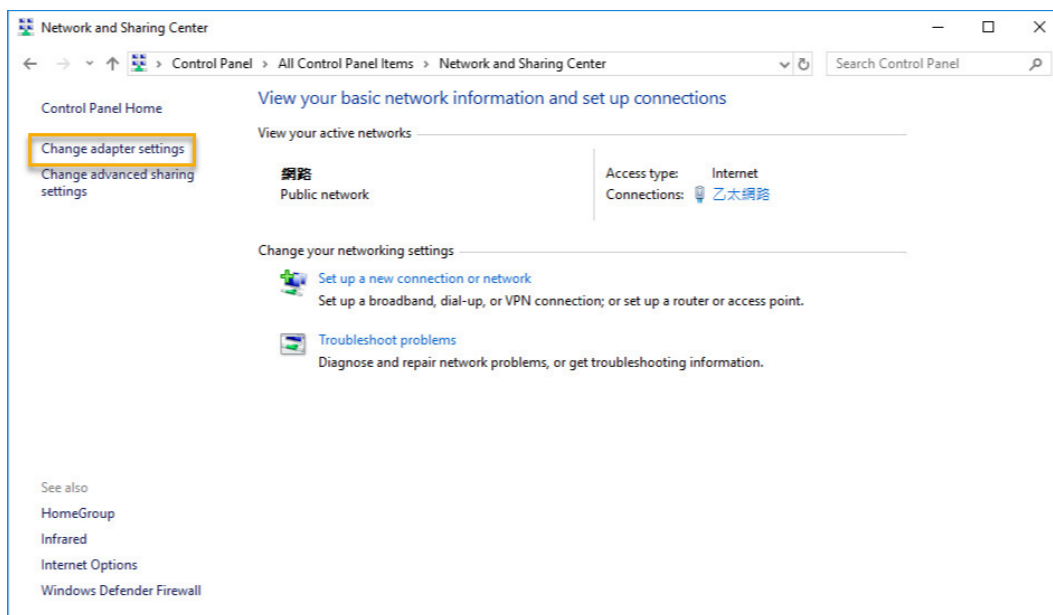 Network and Sharing Center
Control Panel > All Control Panel Items > Network and Sharing Center
Search Control Panel
Control Panel Home
Change adapter settings
Change advanced sharing
settings
View your basic network information and set up connections
View your active networks
網路
Public network
Access type: Internet
Connections: 乙太網路
Change your networking settings
Set up a new connection or network
Set up a broadband, dial-up, or VPN connection; or set up a router or access point.
Troubleshoot problems
Diagnose and repair network problems, or get troubleshooting information.
See also
HomeGroup
Infrared
Internet Options
Windows Defender Firewall